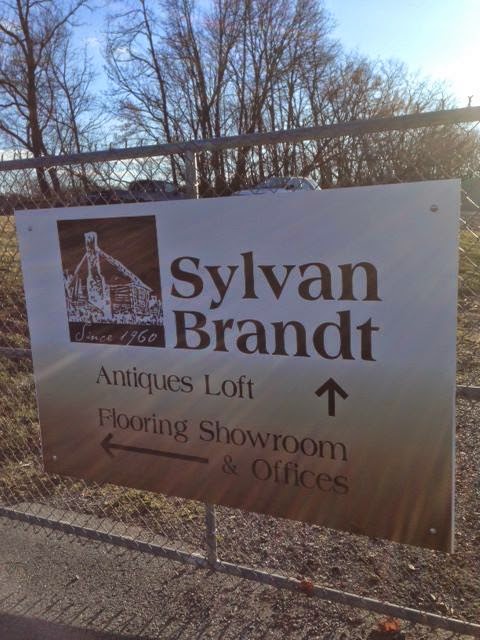 Sylvan
Brandt
Since 1960
Antiques Loft
Flooring Showroom
& Offices